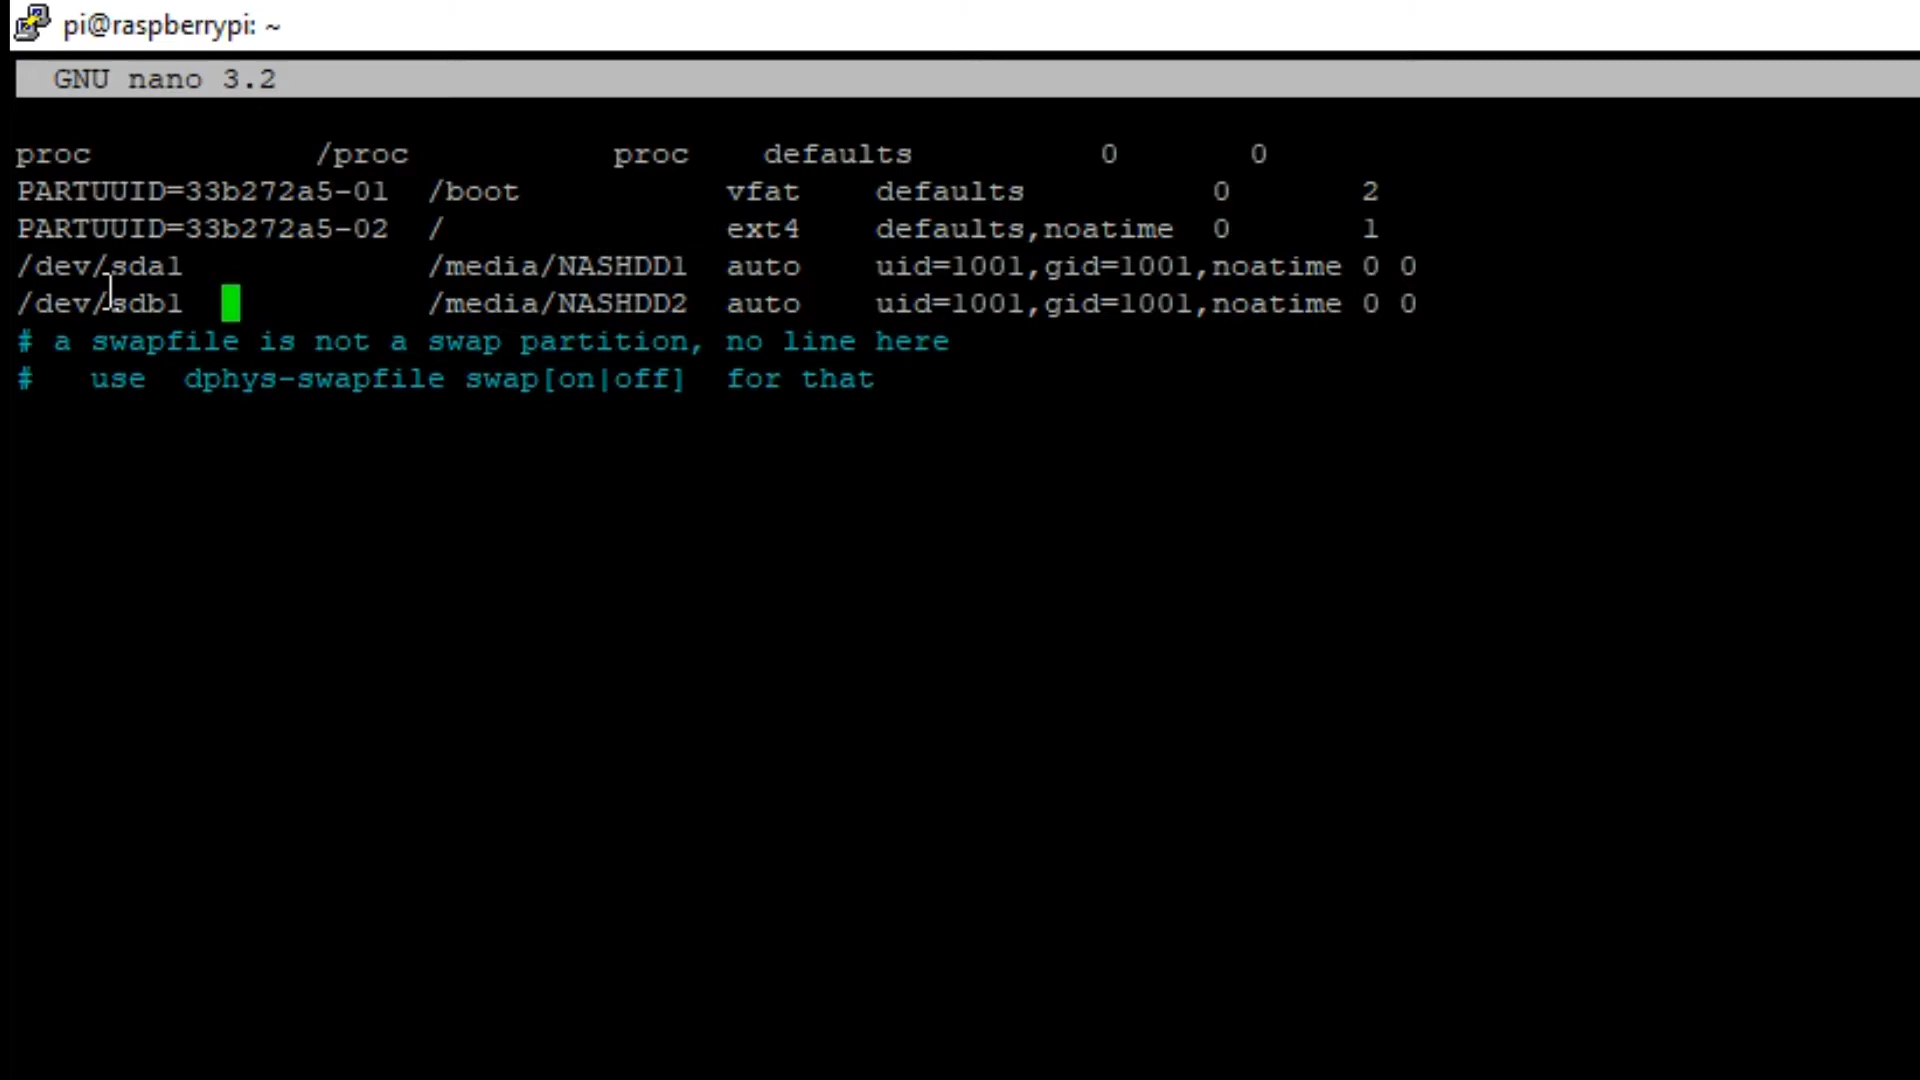 pi@raspberrypi: ~
GNU nano 3.2
proc /proc proc defaults 0 0
PARTUUID=33b272a5-01 /boot vfat defaults 0 2
PARTUUID=33b272a5-02 / ext4 defaults,noatime 0 1
/dev/sda1 /media/NASHDD1 auto uid=1001,gid=1001,noatime 0 0
/dev/sdb1 /media/NASHDD2 auto uid=1001,gid=1001,noatime 0 0
# a swapfile is not a swap partition, no line here
# use dphys-swapfile swap[on|off] for that